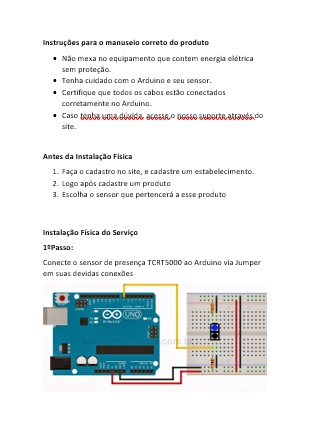 Instruções para o manuseio correto do produto
• Não mexa no equipamento que contem energia elétrica
sem proteção.
• Tenha cuidado com o Arduino e seu sensor.
• Certifique que todos os cabos estão conectados
corretamente no Arduino.
• Caso tenha uma dúvida, acesse o nosso suporte através do
site.
Antes da Instalação Física
1. Faça o cadastro no site, e cadastre um estabelecimento.
2. Logo após cadastre um produto
3. Escolha o sensor que pertencerá a esse produto
Instalação Física do Serviço
1ºPasso:
Conecte o sensor de presença TCRT5000 ao Arduino via Jumper
em suas devidas conexões
UNO